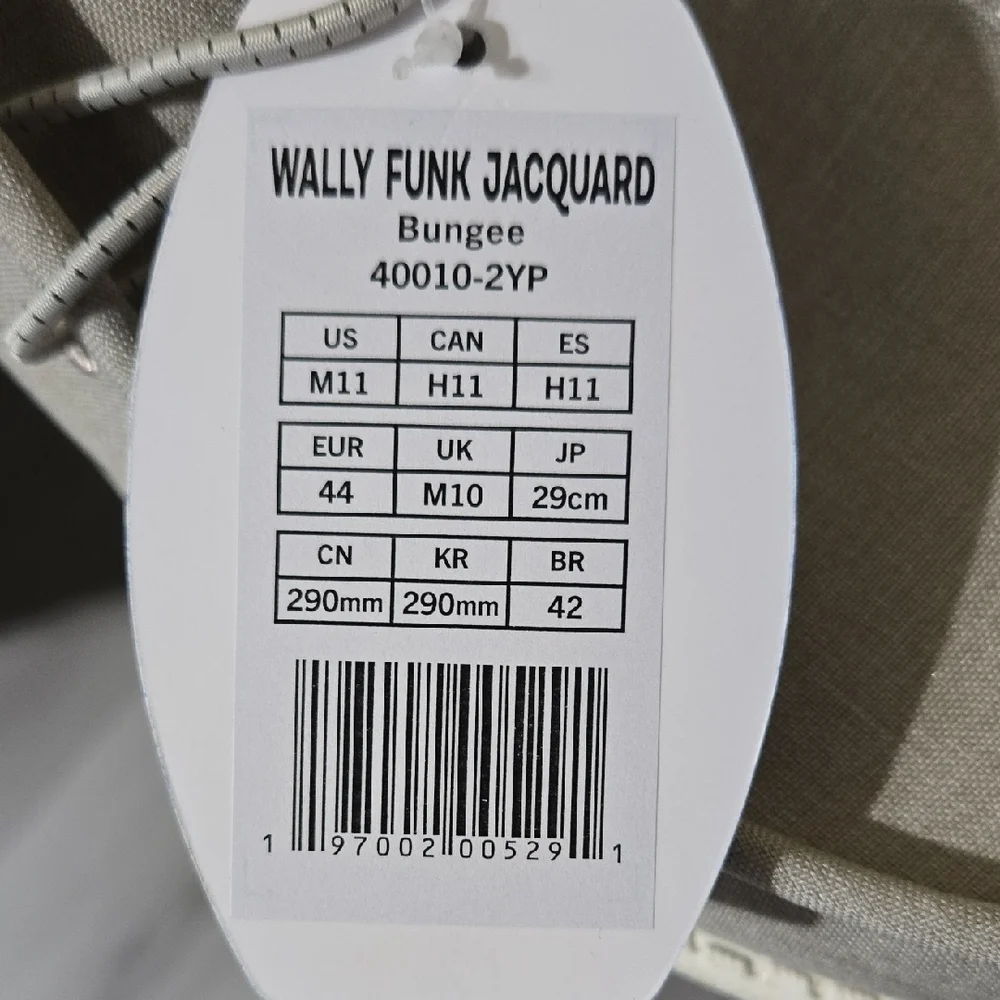 WALLY FUNK JACQUARD
Bungee
40010-2YP
US CAN ES
M11 H11 H11
EUR UK JP
44 M10 29cm
CN KR BR
290mm 290mm 42
1 97002 00529 1